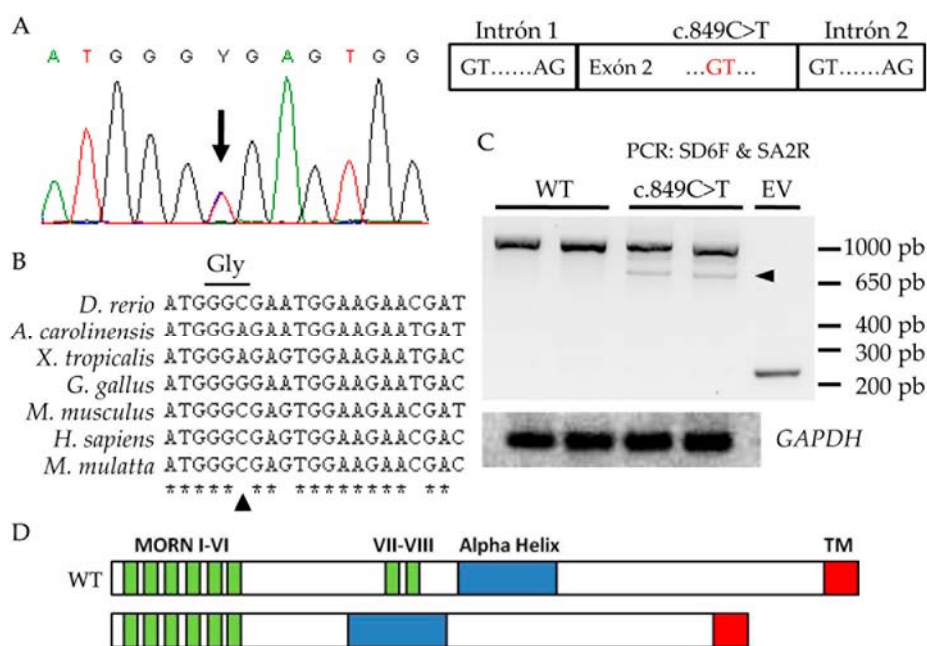 A
A T G G G Y G A G T G G
Intrón 1 c.849C>T Intrón 2
GT......AG Exón 2 ...GT... GT......AG
B
Gly
D. rerio ATGGGCGAATGGAAGAACGAT
A. carolinensis ATGGGAGAGTGGAAGAATGAT
X. tropicalis ATGGGAGAGTGGAAGAATGAC
G. gallus ATGGGGGAGTGGAAGAATGAC
M. musculus ATGGGCGAGTGGAAGAACGAT
H. sapiens ATGGGCGAGTGGAAGAACGAC
M. mulatta ATGGGCGAGTGGAAGAACGAC
***** ** ******** **
C
PCR: SD6F & SA2R
WT c.849C>T EV
1000 pb
650 pb
400 pb
300 pb
200 pb
GAPDH
D
MORN I-VI VII-VIII Alpha Helix TM
WT